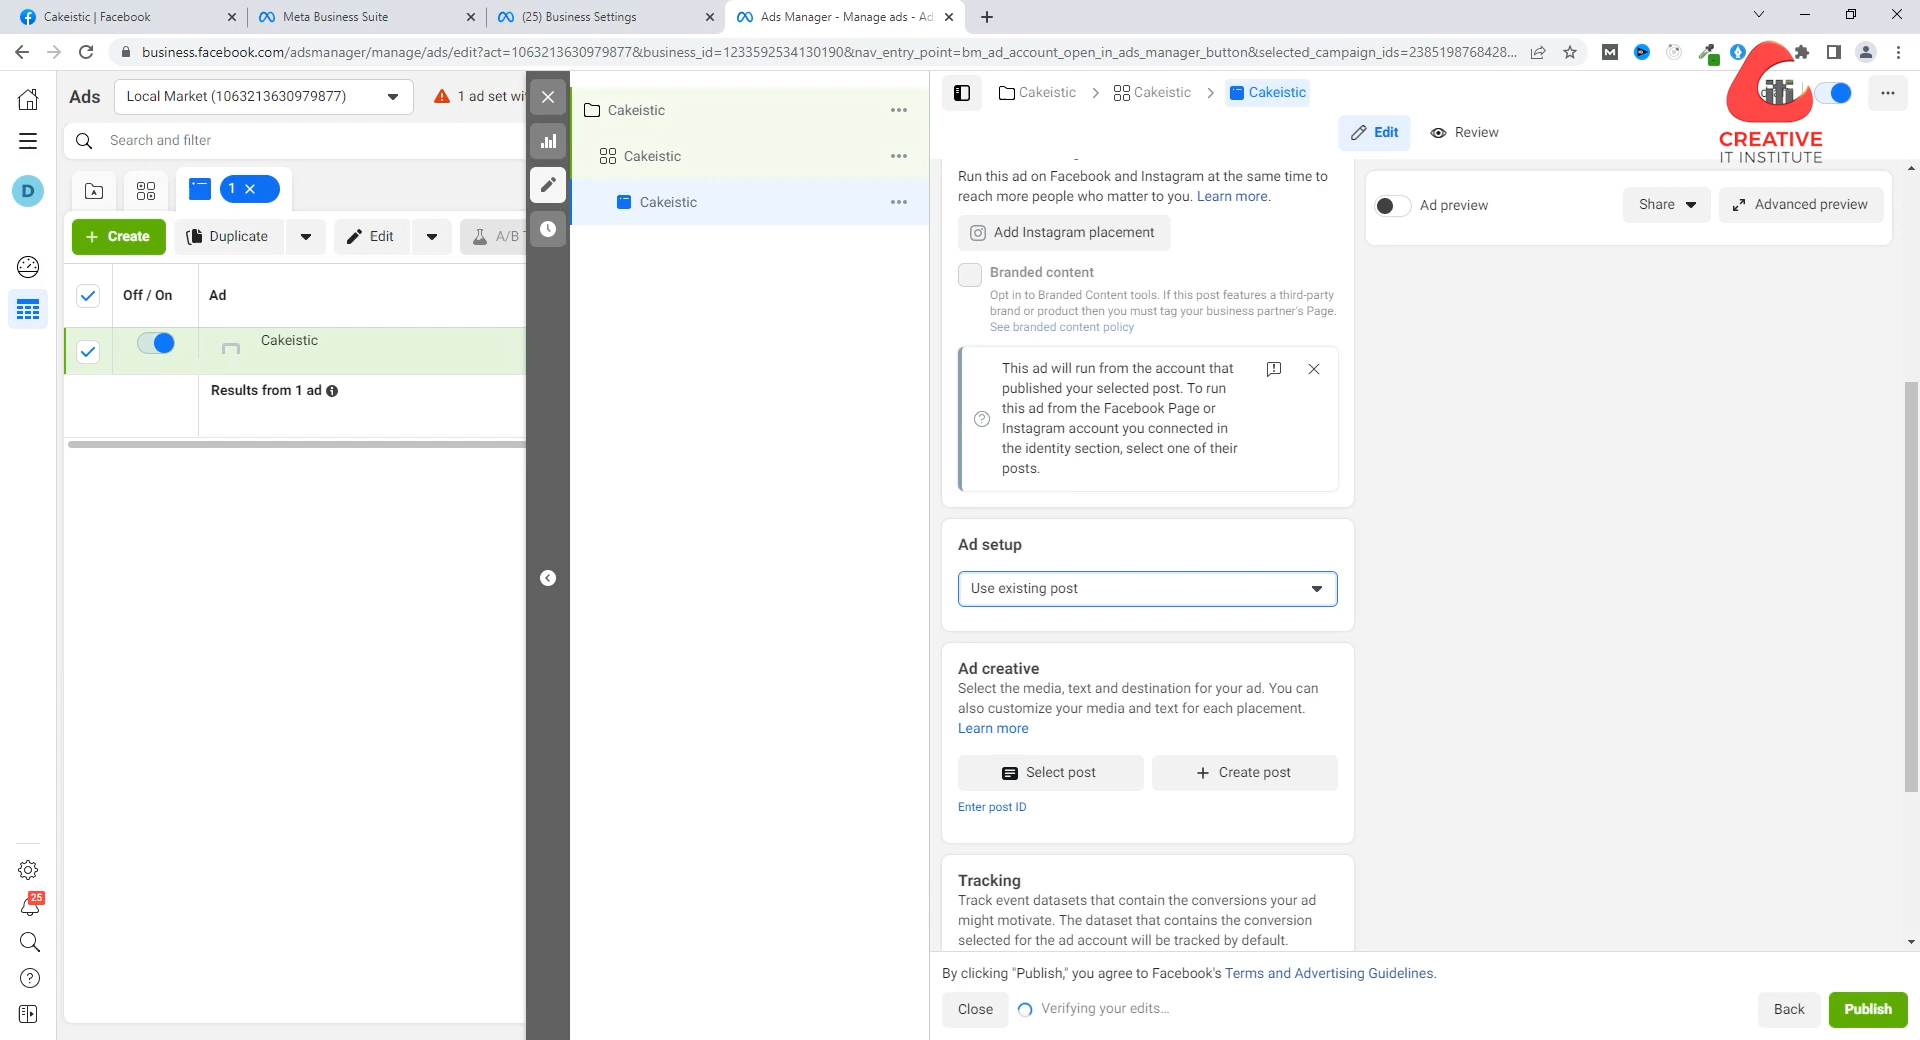 Cakeistic | Facebook
Meta Business Suite
(25) Business Settings
Ads Manager - Manage ads - Ad
business.facebook.com/adsmanager/manage/ads/edit?act=1063213630979877&business_id=1233592534130190&nav_entry_point=bm_ad_account_open_in_ads_manager_button&selected_campaign_ids=2385198768428...
CREATIVE
IT INSTITUTE
Ads
Local Market (1063213630979877)
1 ad set wi
Search and filter
D
1
Create
Duplicate
Edit
A/B T
Off / On
Ad
Cakeistic
Results from 1 ad
25
Cakeistic
Cakeistic
Cakeistic
Cakeistic
Cakeistic
Cakeistic
Edit
Review
Run this ad on Facebook and Instagram at the same time to
reach more people who matter to you. Learn more.
Add Instagram placement
Branded content
Opt in to Branded Content tools. If this post features a third-party
brand or product then you must tag your business partner's Page.
See branded content policy
This ad will run from the account that
published your selected post. To run
this ad from the Facebook Page or
Instagram account you connected in
the identity section, select one of their
posts.
Ad setup
Use existing post
Ad creative
Select the media, text and destination for your ad. You can
also customize your media and text for each placement.
Learn more
Select post
Create post
Enter post ID
Tracking
Track event datasets that contain the conversions your ad
might motivate. The dataset that contains the conversion
selected for the ad account will be tracked by default.
Ad preview
Share
Advanced preview
By clicking "Publish," you agree to Facebook's Terms and Advertising Guidelines.
Close
Verifying your edits...
Back
Publish